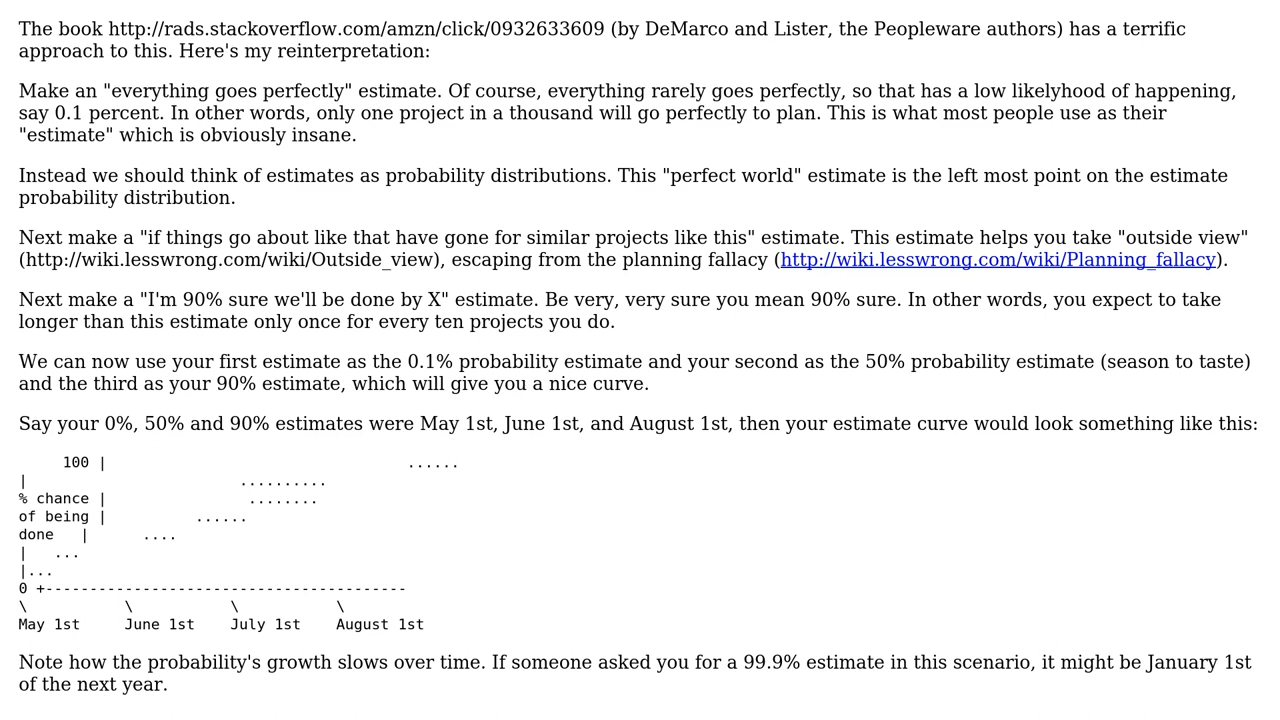 The book http://rads.stackoverflow.com/amzn/click/0932633609 (by DeMarco and Lister, the Peopleware authors) has a terrific
approach to this. Here's my reinterpretation:
Make an "everything goes perfectly" estimate. Of course, everything rarely goes perfectly, so that has a low likelyhood of happening,
say 0.1 percent. In other words, only one project in a thousand will go perfectly to plan. This is what most people use as their
"estimate" which is obviously insane.
Instead we should think of estimates as probability distributions. This "perfect world" estimate is the left most point on the estimate
probability distribution.
Next make a "if things go about like that have gone for similar projects like this" estimate. This estimate helps you take "outside view"
(http://wiki.lesswrong.com/wiki/Outside_view), escaping from the planning fallacy (http://wiki.lesswrong.com/wiki/Planning_fallacy).
Next make a "I'm 90% sure we'll be done by X" estimate. Be very, very sure you mean 90% sure. In other words, you expect to take
longer than this estimate only once for every ten projects you do.
We can now use your first estimate as the 0.1% probability estimate and your second as the 50% probability estimate (season to taste)
and the third as your 90% estimate, which will give you a nice curve.
Say your 0%, 50% and 90% estimates were May 1st, June 1st, and August 1st, then your estimate curve would look something like this:
     100 |                                  ......
|                        ..........
% chance |                ........
of being |          ......
done   |      ....
|   ...
|...
0 +-----------------------------------------
\           \           \           \
May 1st     June 1st    July 1st    August 1st
Note how the probability's growth slows over time. If someone asked you for a 99.9% estimate in this scenario, it might be January 1st
of the next year.